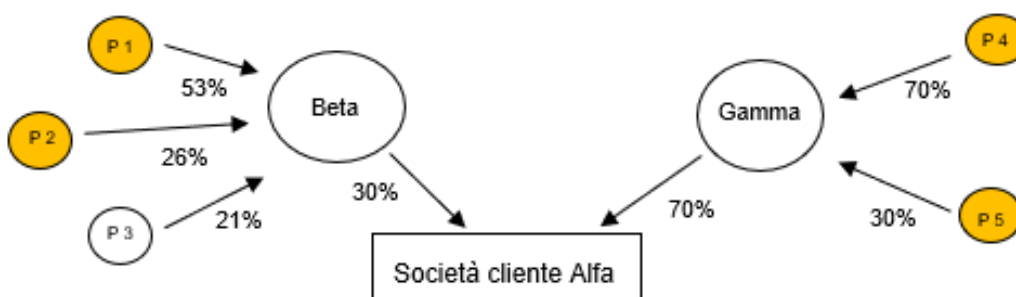 P 1
53%
P 2
26%
P 3
21%
Beta
30%
Gamma
70%
P 4
70%
P 5
30%
Società cliente Alfa